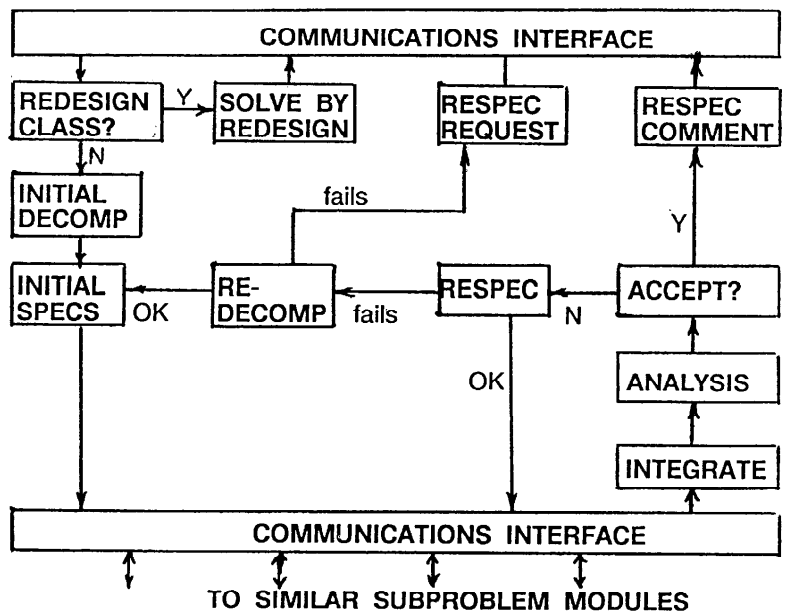 COMMUNICATIONS INTERFACE
REDESIGN
CLASS?
Y
SOLVE BY
REDESIGN
RESPEC
REQUEST
RESPEC
COMMENT
N
INITIAL
DECOMP
fails
Y
INITIAL
SPECS
OK
RE-
DECOMP
fails
RESPEC
N
ACCEPT?
OK
ANALYSIS
INTEGRATE
COMMUNICATIONS INTERFACE
TO SIMILAR SUBPROBLEM MODULES